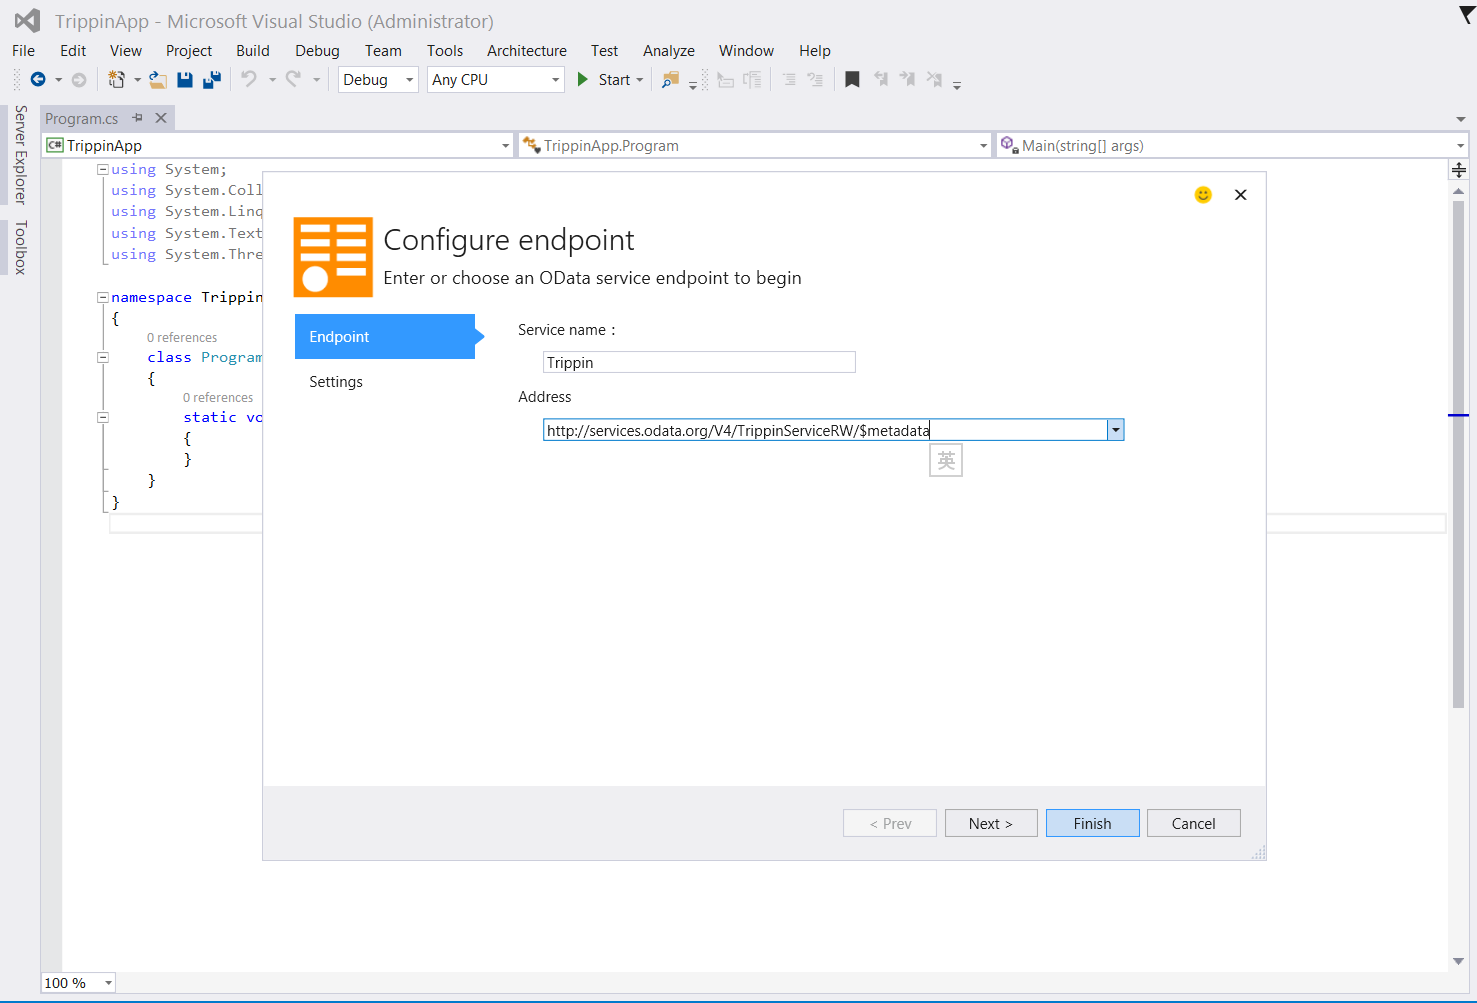 TrippinApp - Microsoft Visual Studio (Administrator)
File Edit View Project Build Debug Team Tools Architecture Test Analyze Window Help
Debug Any CPU Start
Server Explorer
Toolbox
Program.cs
C# TrippinApp TrippinApp.Program Main(string[] args)
using System;
using System.Coll
using System.Linq
using System.Text
using System.Thre
namespace Trippin
{
0 references
class Program
{
0 references
static vo
{
}
}
}
Configure endpoint
Enter or choose an OData service endpoint to begin
Endpoint
Settings
Service name :
Trippin
Address
http://services.odata.org/V4/TrippinServiceRW/$metadata
英
< Prev Next > Finish Cancel
100 %